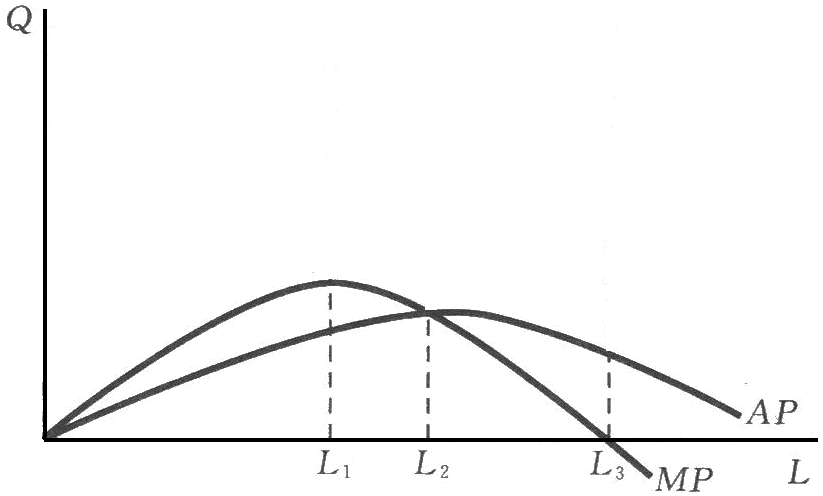 Q
AP
L₁ L₂ L₃ L
MP